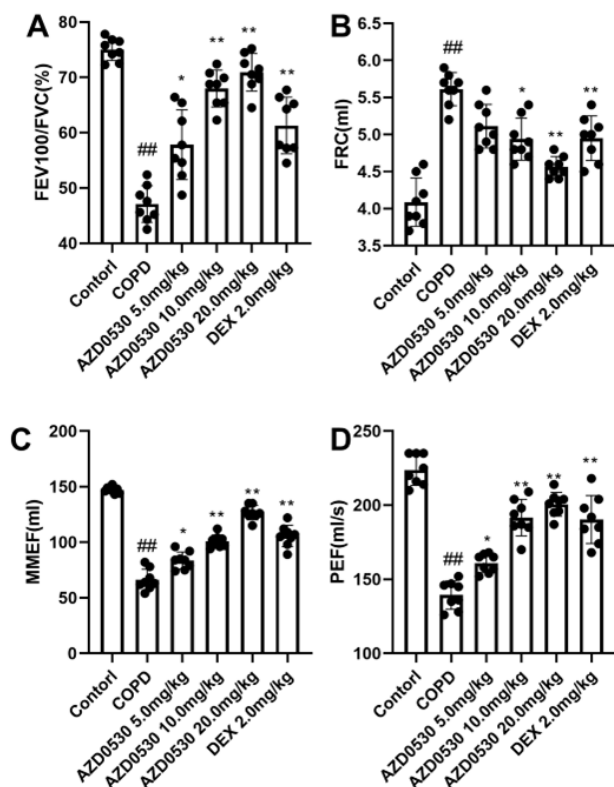 A
FEV100/FVC(%)
80
70
60
50
40
##
*
**
**
**
Contorl
COPD
AZD0530 5.0mg/kg
AZD0530 10.0mg/kg
AZD0530 20.0mg/kg
DEX 2.0mg/kg
B
FRC(ml)
6.5
6.0
5.5
5.0
4.5
4.0
3.5
##
*
**
**
Contorl
COPD
AZD0530 5.0mg/kg
AZD0530 10.0mg/kg
AZD0530 20.0mg/kg
DEX 2.0mg/kg
C
MMEF(ml)
200
150
100
50
0
##
*
**
**
**
Contorl
COPD
AZD0530 5.0mg/kg
AZD0530 10.0mg/kg
AZD0530 20.0mg/kg
DEX 2.0mg/kg
D
PEF(ml/s)
250
200
150
100
##
*
**
**
**
Contorl
COPD
AZD0530 5.0mg/kg
AZD0530 10.0mg/kg
AZD0530 20.0mg/kg
DEX 2.0mg/kg